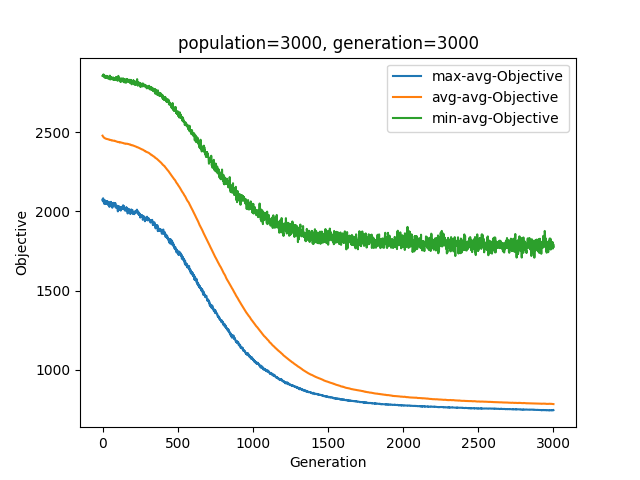 population=3000, generation=3000
max-avg-Objective
avg-avg-Objective
min-avg-Objective
Objective
2500
2000
1500
1000
0 500 1000 1500 2000 2500 3000
Generation